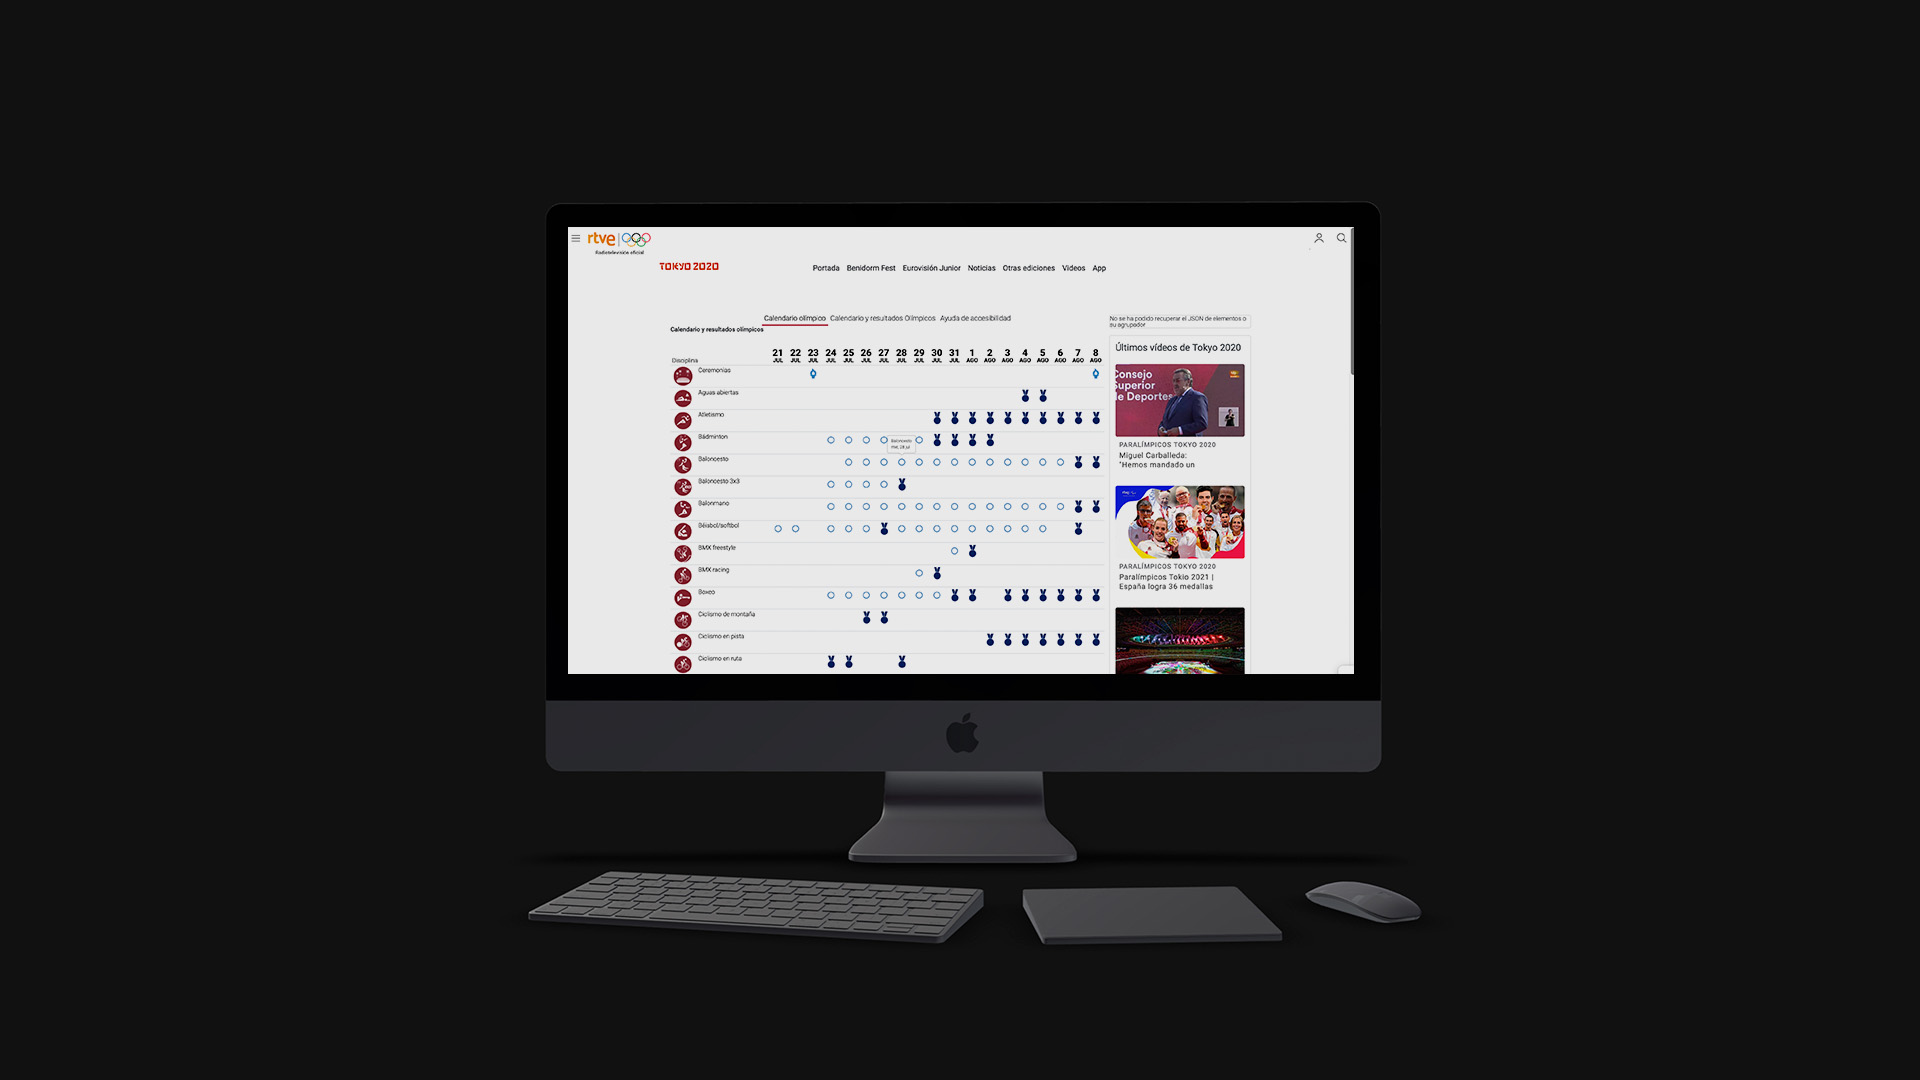 rtve
Radiotelevisión oficial
TOKYO 2020
Portada Benidorm Fest Eurovisión Junior Noticias Otras ediciones Videos App
Calendario olímpico Calendario y resultados Olímpicos Ayuda de accesibilidad
Calendario y resultados olímpicos
Disciplina
21 22 23 24 25 26 27 28 29 30 31 1 2 3 4 5 6 7 8
JUL JUL JUL JUL JUL JUL JUL JUL JUL JUL JUL AGO AGO AGO AGO AGO AGO AGO AGO
Ceremonias
Aguas abiertas
Atletismo
Bádminton
Baloncesto
mié, 28 jul
Baloncesto
Baloncesto 3x3
Balonmano
Béisbol/softbol
BMX freestyle
BMX racing
Boxeo
Ciclismo de montaña
Ciclismo en pista
Ciclismo en ruta
No se ha podido recuperar el JSON de elementos o
su agrupador
Últimos vídeos de Tokyo 2020
Consejo
Superior
de Deportes
PARALÍMPICOS TOKYO 2020
Miguel Carballeda:
"Hemos mandado un
PARALÍMPICOS TOKYO 2020
Paralímpicos Tokio 2021 |
España logra 36 medallas